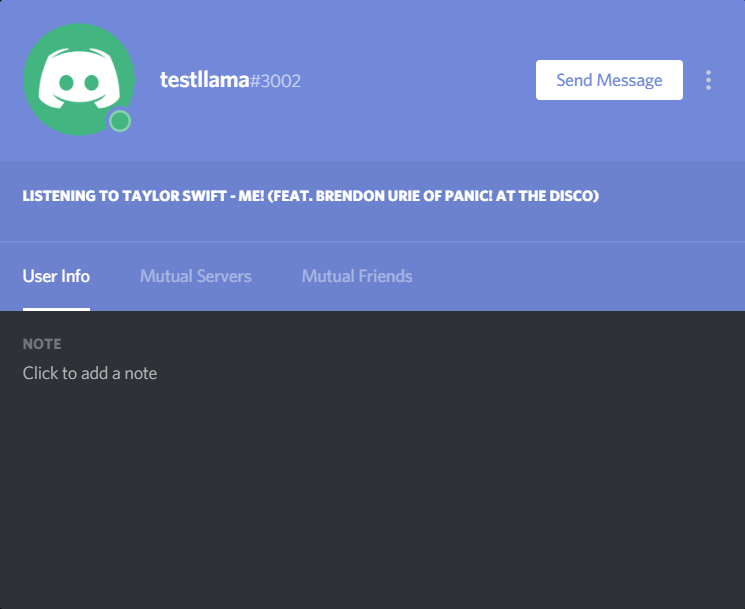 testllama#3002
Send Message
LISTENING TO TAYLOR SWIFT - ME! (FEAT. BRENDON URIE OF PANIC! AT THE DISCO)
User Info Mutual Servers Mutual Friends
NOTE
Click to add a note